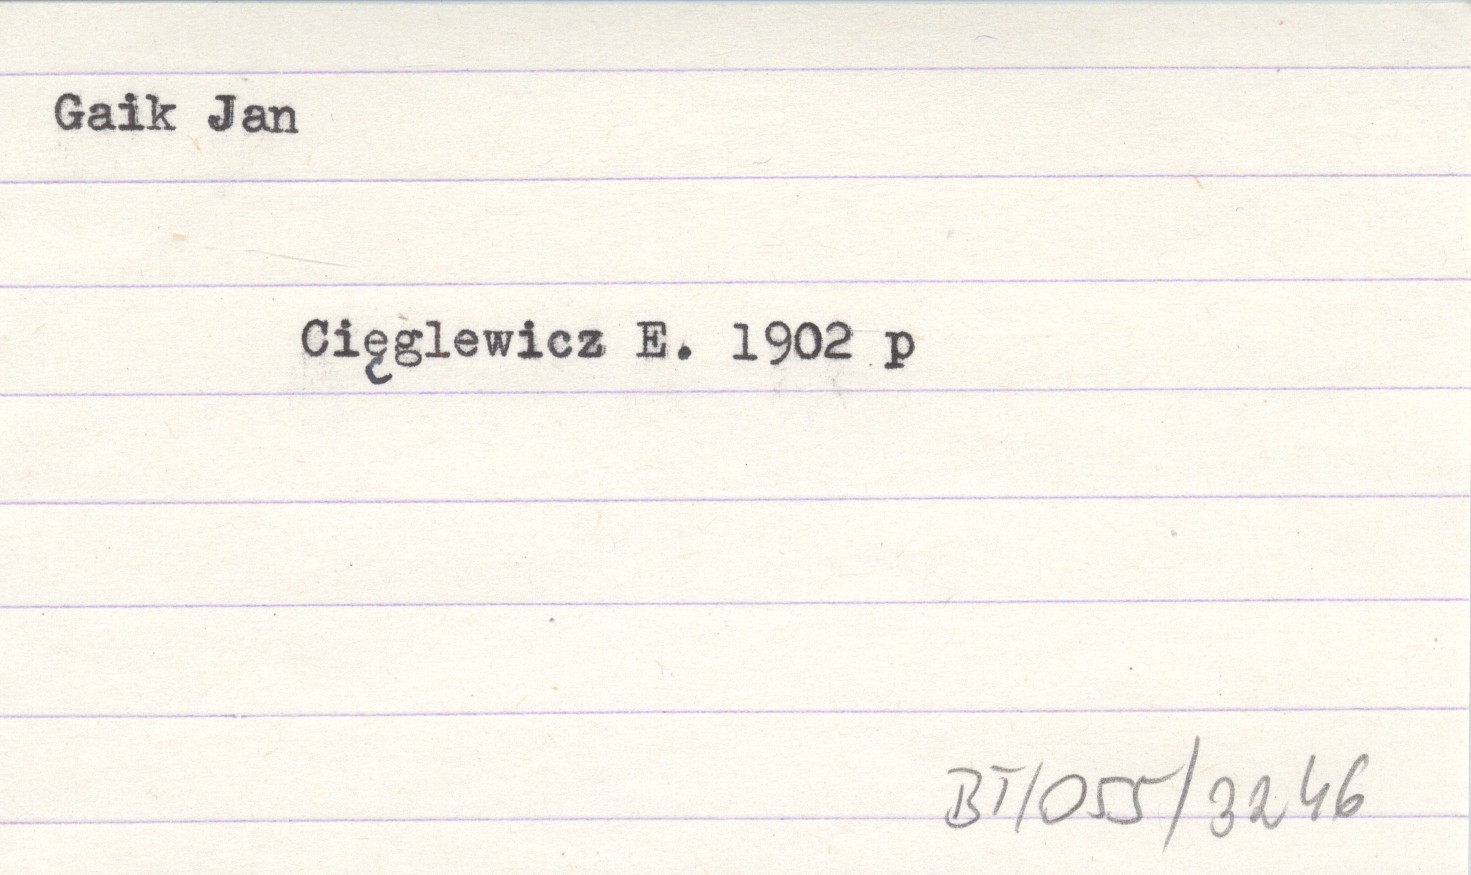 Gaik Jan
Cięglewicz E. 1902 p
BT/055/3246